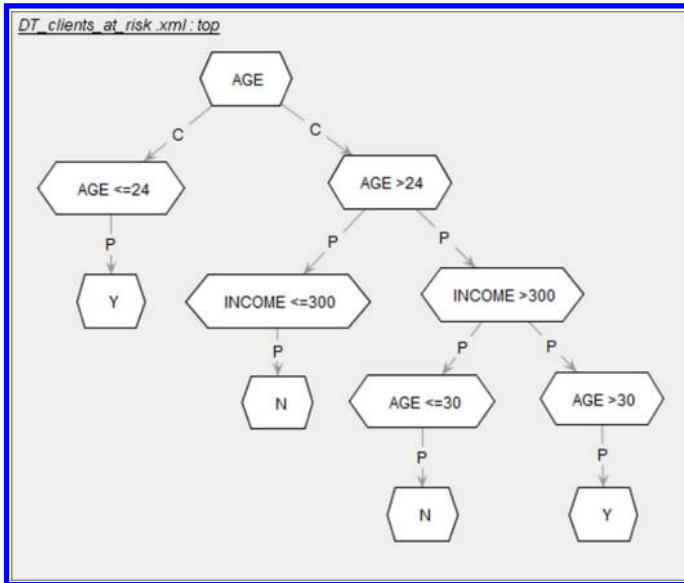 DT_clients_at_risk .xml : top
AGE
C
C
AGE <=24
AGE >24
P
P
P
Y
INCOME <=300
INCOME >300
P
P
P
N
AGE <=30
AGE >30
P
P
N
Y